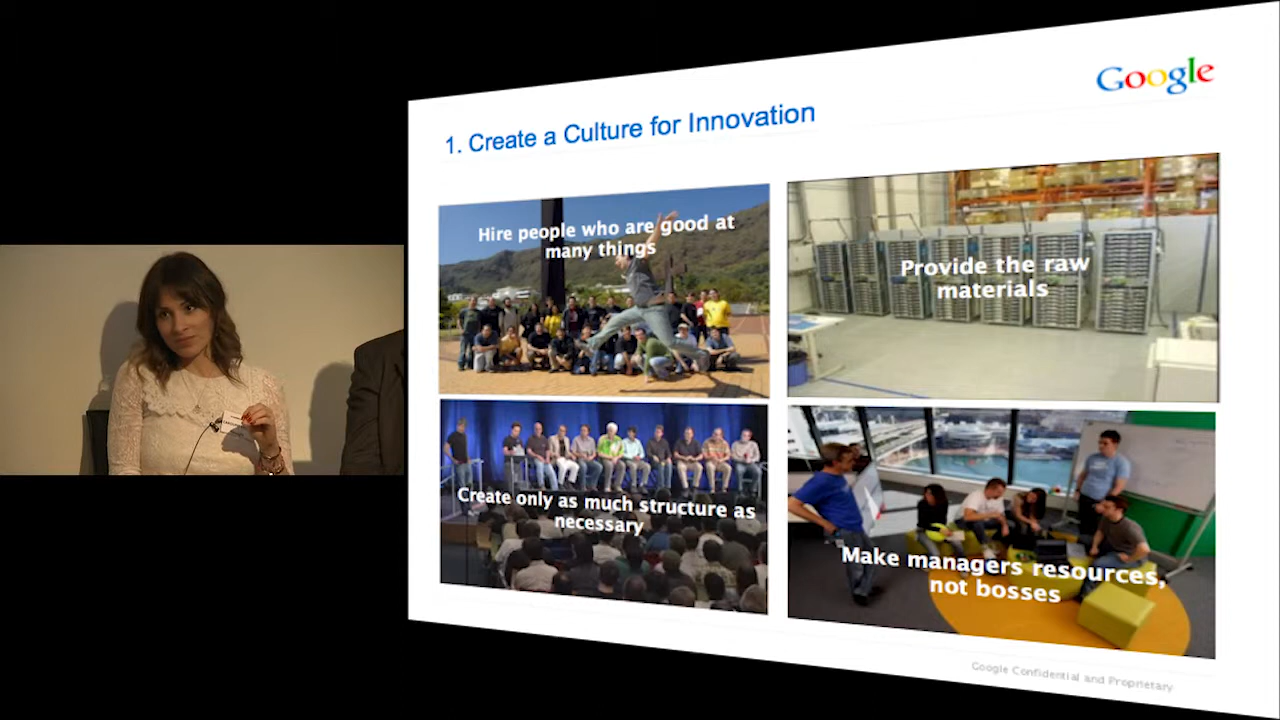 Google
1. Create a Culture for Innovation
Hire people who are good at
many things
Provide the raw
materials
Create only as much structure as
necessary
Make managers resources,
not bosses
Google Confidential and Proprietary